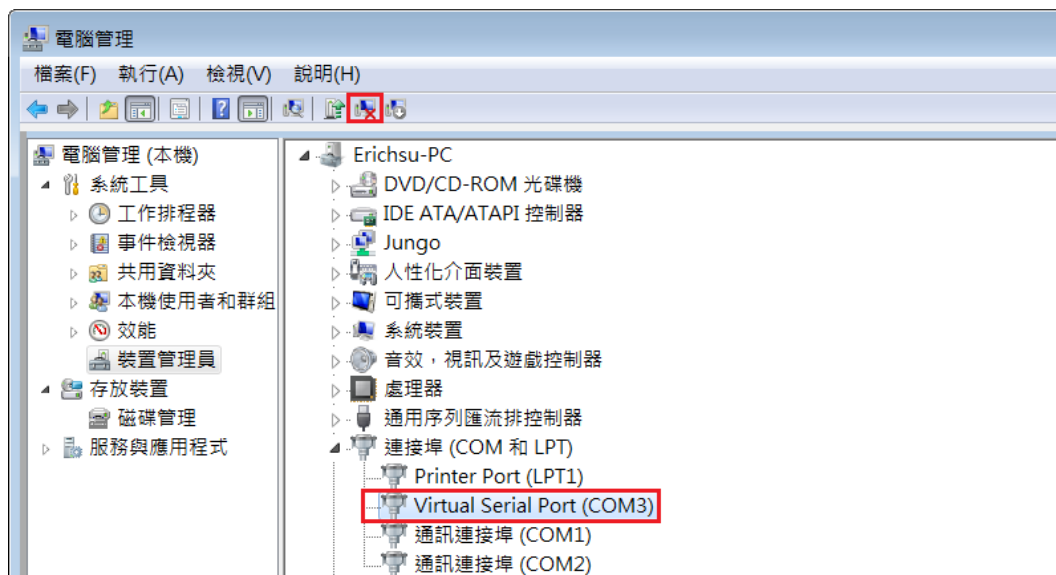 電腦管理
檔案(F) 執行(A) 檢視(V) 說明(H)
電腦管理 (本機)
系統工具
工作排程器
事件檢視器
共用資料夾
本機使用者和群組
效能
裝置管理員
存放裝置
磁碟管理
服務與應用程式
Erichsu-PC
DVD/CD-ROM 光碟機
IDE ATA/ATAPI 控制器
Jungo
人性化介面裝置
可攜式裝置
系統裝置
音效，視訊及遊戲控制器
處理器
通用序列匯流排控制器
連接埠 (COM 和 LPT)
Printer Port (LPT1)
Virtual Serial Port (COM3)
通訊連接埠 (COM1)
通訊連接埠 (COM2)